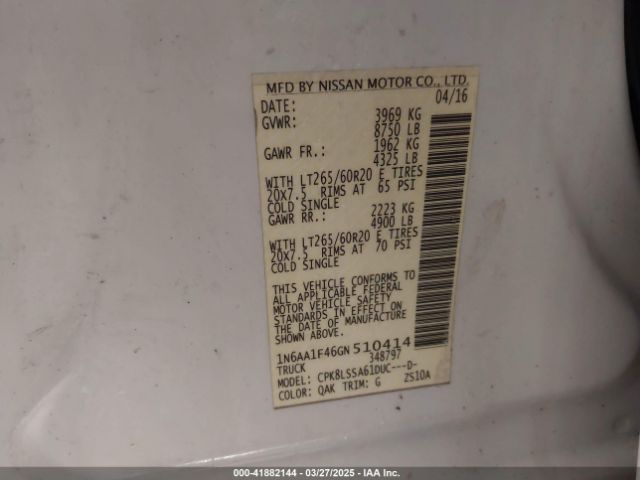 MFD BY NISSAN MOTOR CO., LTD.
DATE: 04/16
GVWR: 3969 KG
8750 LB
GAWR FR.: 1962 KG
4325 LB
WITH LT265/60R20 E TIRES
20X7.5 RIMS AT 65 PSI
COLD SINGLE
GAWR RR.: 2223 KG
4900 LB
WITH LT265/60R20 E TIRES
20X7.5 RIMS AT 70 PSI
COLD SINGLE
THIS VEHICLE CONFORMS TO
ALL APPLICABLE FEDERAL
MOTOR VEHICLE SAFETY
STANDARDS IN EFFECT ON
THE DATE OF MANUFACTURE
SHOWN ABOVE.
1N6AA1F46GN510414
TRUCK 348797
MODEL: CPK8LSSA61DUC---D-
COLOR: QAK TRIM: G ZS10A
000-41882144 | 03/27/2025 | IAA Inc.